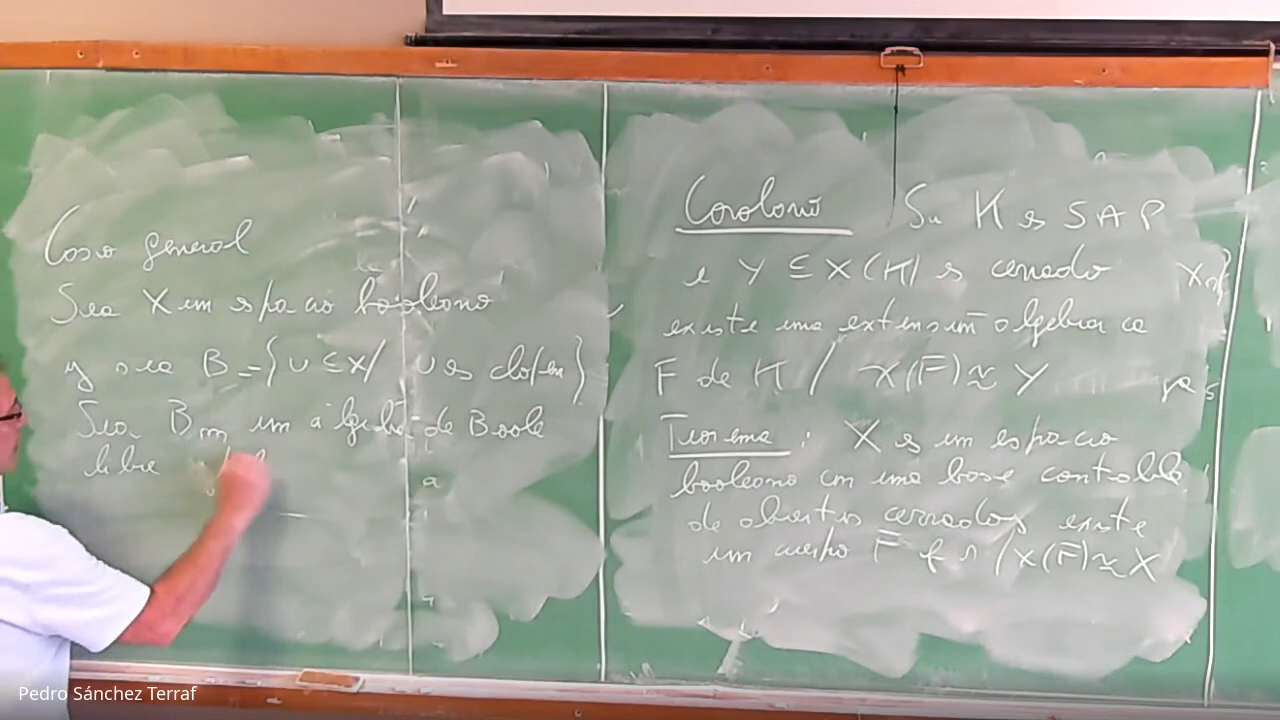 Caso general
Sea X un espacio booleano
y sea B = {U ⊆ X / U es clopen}
Sea B_m un álgebra de Boole
libre
Corolario Si K es SAP
e Y ⊆ X(K) es cerrado
existe una extensión algebraica
F de K / X(F) ≅ Y
Teorema: X es un espacio
booleano con una base contable
de abiertos cerrados existe
un cuerpo F f r / X(F) ≅ X
Pedro Sánchez Terraf